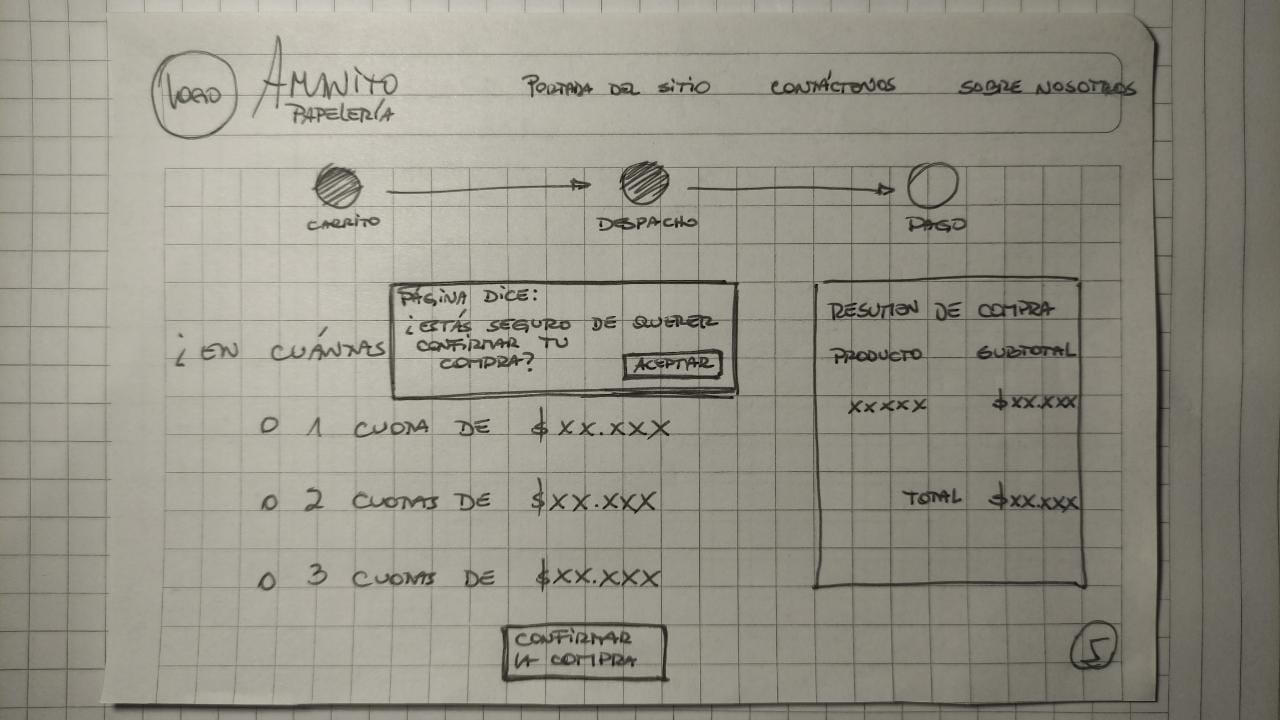 LOGO
AMANITO
PAPELERÍA
PORTADA DEL SITIO
CONTÁCTENOS
SOBRE NOSOTROS
CARRITO
DESPACHO
PAGO
PÁGINA DICE:
¿ESTÁS SEGURO DE QUERER
CONFIRMAR TU
COMPRA?
ACEPTAR
¿EN CUÁNTAS
O 1 CUOTA DE $XX.XXX
O 2 CUOTAS DE $XX.XXX
O 3 CUOTAS DE $XX.XXX
CONFIRMAR
LA COMPRA
RESUMEN DE COMPRA
PRODUCTO SUBTOTAL
XXXXX $XX.XXX
TOTAL $XX.XXX
5